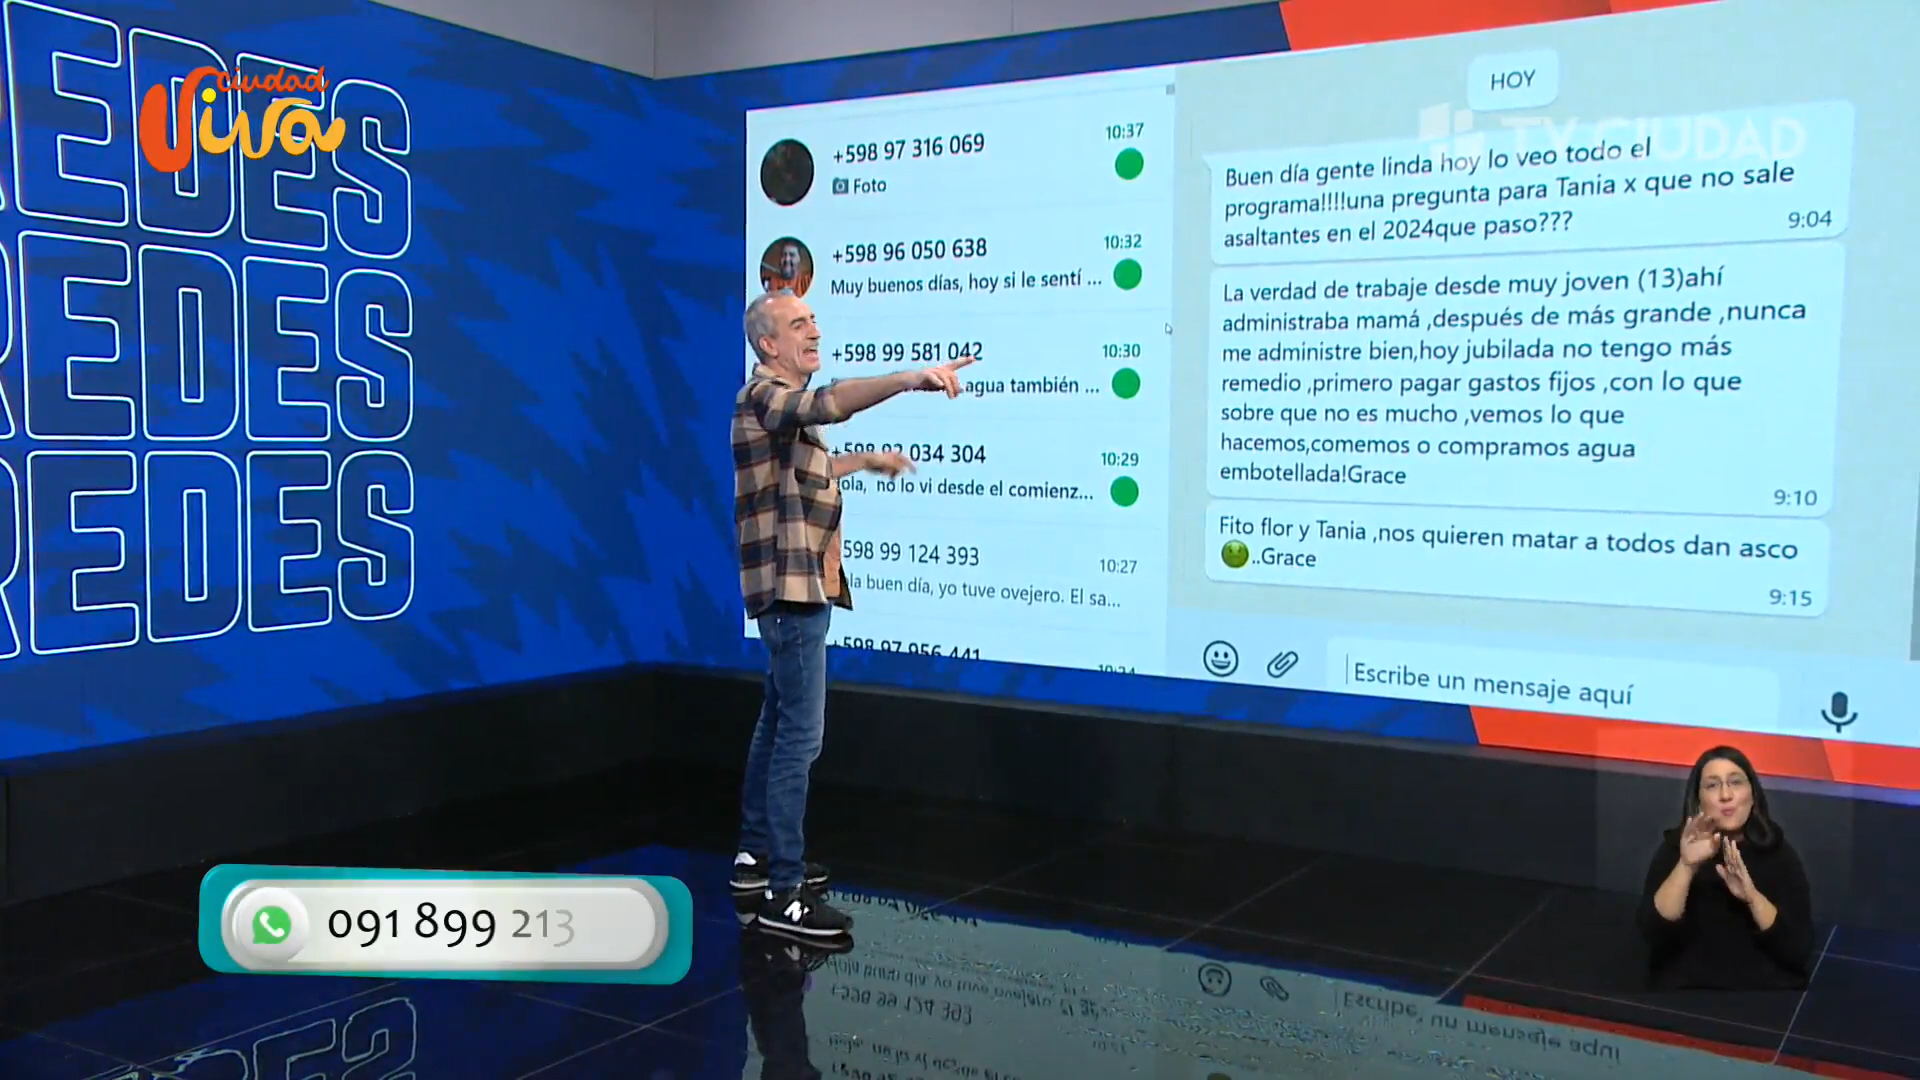 REDES
REDES
REDES
ciudad
Viva
+598 97 316 069
10:37
Foto
+598 96 050 638
10:32
Muy buenos días, hoy si le sentí ...
+598 99 581 042
10:30
agua también ...
034 304
10:29
no lo vi desde el comienz...
598 99 124 393
10:27
buen día, yo tuve ovejero. El sa...
HOY
TV CIUDAD
Buen día gente linda hoy lo veo todo el
programa!!!!una pregunta para Tania x que no sale
asaltantes en el 2024que paso???
9:04
La verdad de trabaje desde muy joven (13)ahí
administraba mamá ,después de más grande ,nunca
me administre bien,hoy jubilada no tengo más
remedio ,primero pagar gastos fijos ,con lo que
sobre que no es mucho ,vemos lo que
hacemos,comemos o compramos agua
embotellada!Grace
9:10
Fito flor y Tania ,nos quieren matar a todos dan asco
🤢..Grace
9:15
Escribe un mensaje aquí
091 899 213